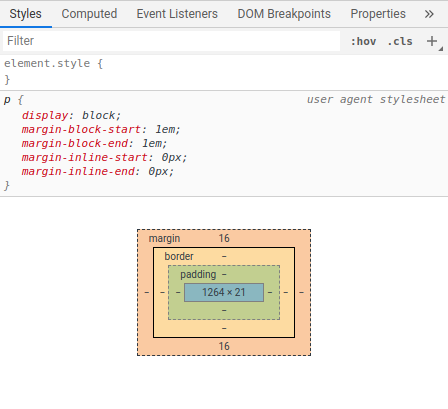 Styles Computed Event Listeners DOM Breakpoints Properties »
Filter :hov .cls +
element.style {
}
p { user agent stylesheet
display: block;
margin-block-start: 1em;
margin-block-end: 1em;
margin-inline-start: 0px;
margin-inline-end: 0px;
}
margin 16
border –
padding –
– – – 1264 × 21 – – –
–
–
16